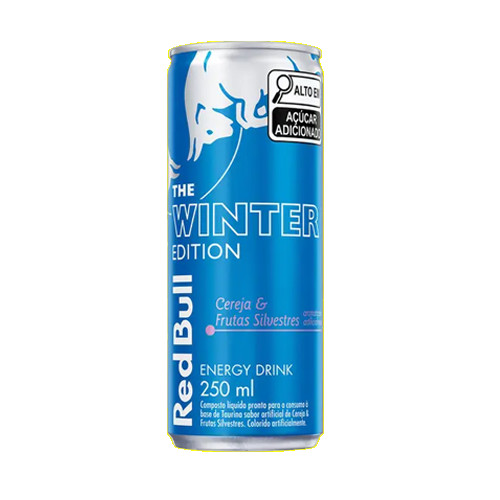 ALTO EM
AÇÚCAR
ADICIONADO
THE
WINTER
EDITION
Red Bull
Cereja &
Frutas Silvestres
ENERGY DRINK
250 ml
Composto líquido pronto para o consumo à
base de Taurina sabor artificial de Cereja &
Frutas Silvestres. Colorido artificialmente.